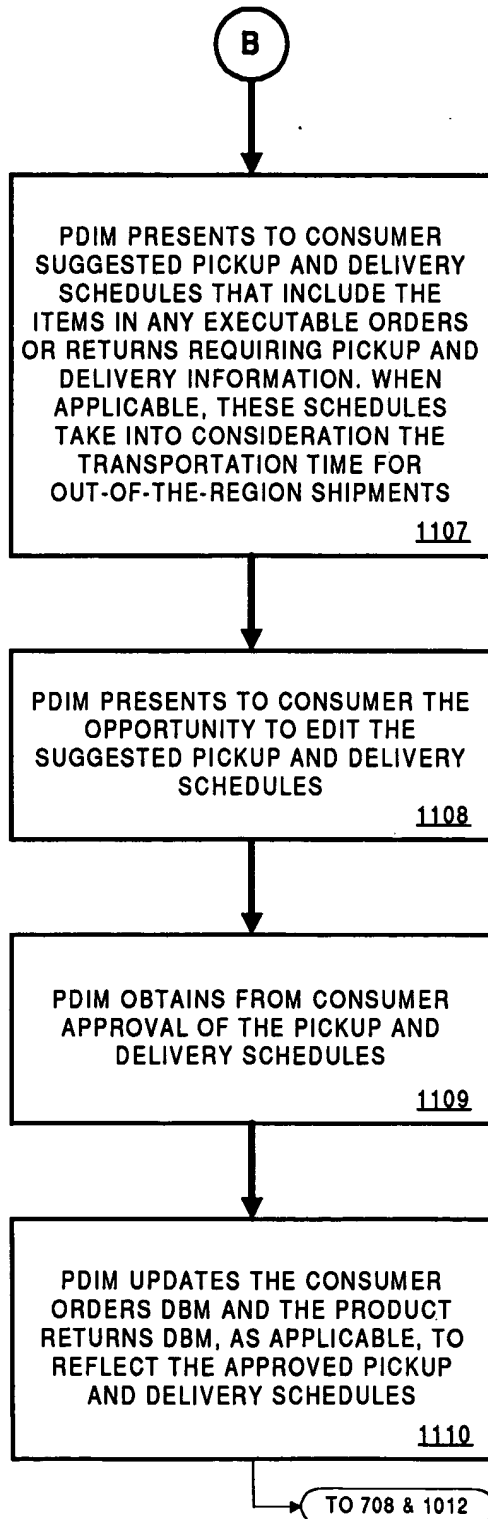 B
PDIM PRESENTS TO CONSUMER
SUGGESTED PICKUP AND DELIVERY
SCHEDULES THAT INCLUDE THE
ITEMS IN ANY EXECUTABLE ORDERS
OR RETURNS REQUIRING PICKUP AND
DELIVERY INFORMATION. WHEN
APPLICABLE, THESE SCHEDULES
TAKE INTO CONSIDERATION THE
TRANSPORTATION TIME FOR
OUT-OF-THE-REGION SHIPMENTS
1107
PDIM PRESENTS TO CONSUMER THE
OPPORTUNITY TO EDIT THE
SUGGESTED PICKUP AND DELIVERY
SCHEDULES
1108
PDIM OBTAINS FROM CONSUMER
APPROVAL OF THE PICKUP AND
DELIVERY SCHEDULES
1109
PDIM UPDATES THE CONSUMER
ORDERS DBM AND THE PRODUCT
RETURNS DBM, AS APPLICABLE, TO
REFLECT THE APPROVED PICKUP
AND DELIVERY SCHEDULES
1110
TO 708 & 1012